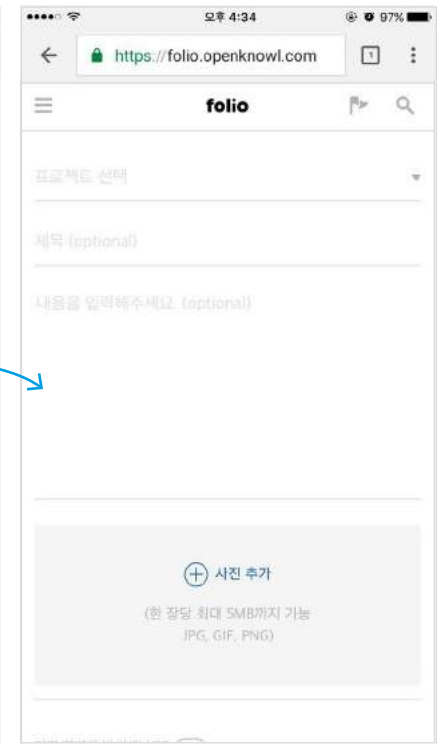 오후 4:34 97%
https://folio.openknowl.com 1
folio
프로젝트 선택
제목 (optional)
내용을 입력해주세요. (optional)
사진 추가
(한 장당 최대 5MB까지 가능
JPG, GIF, PNG)